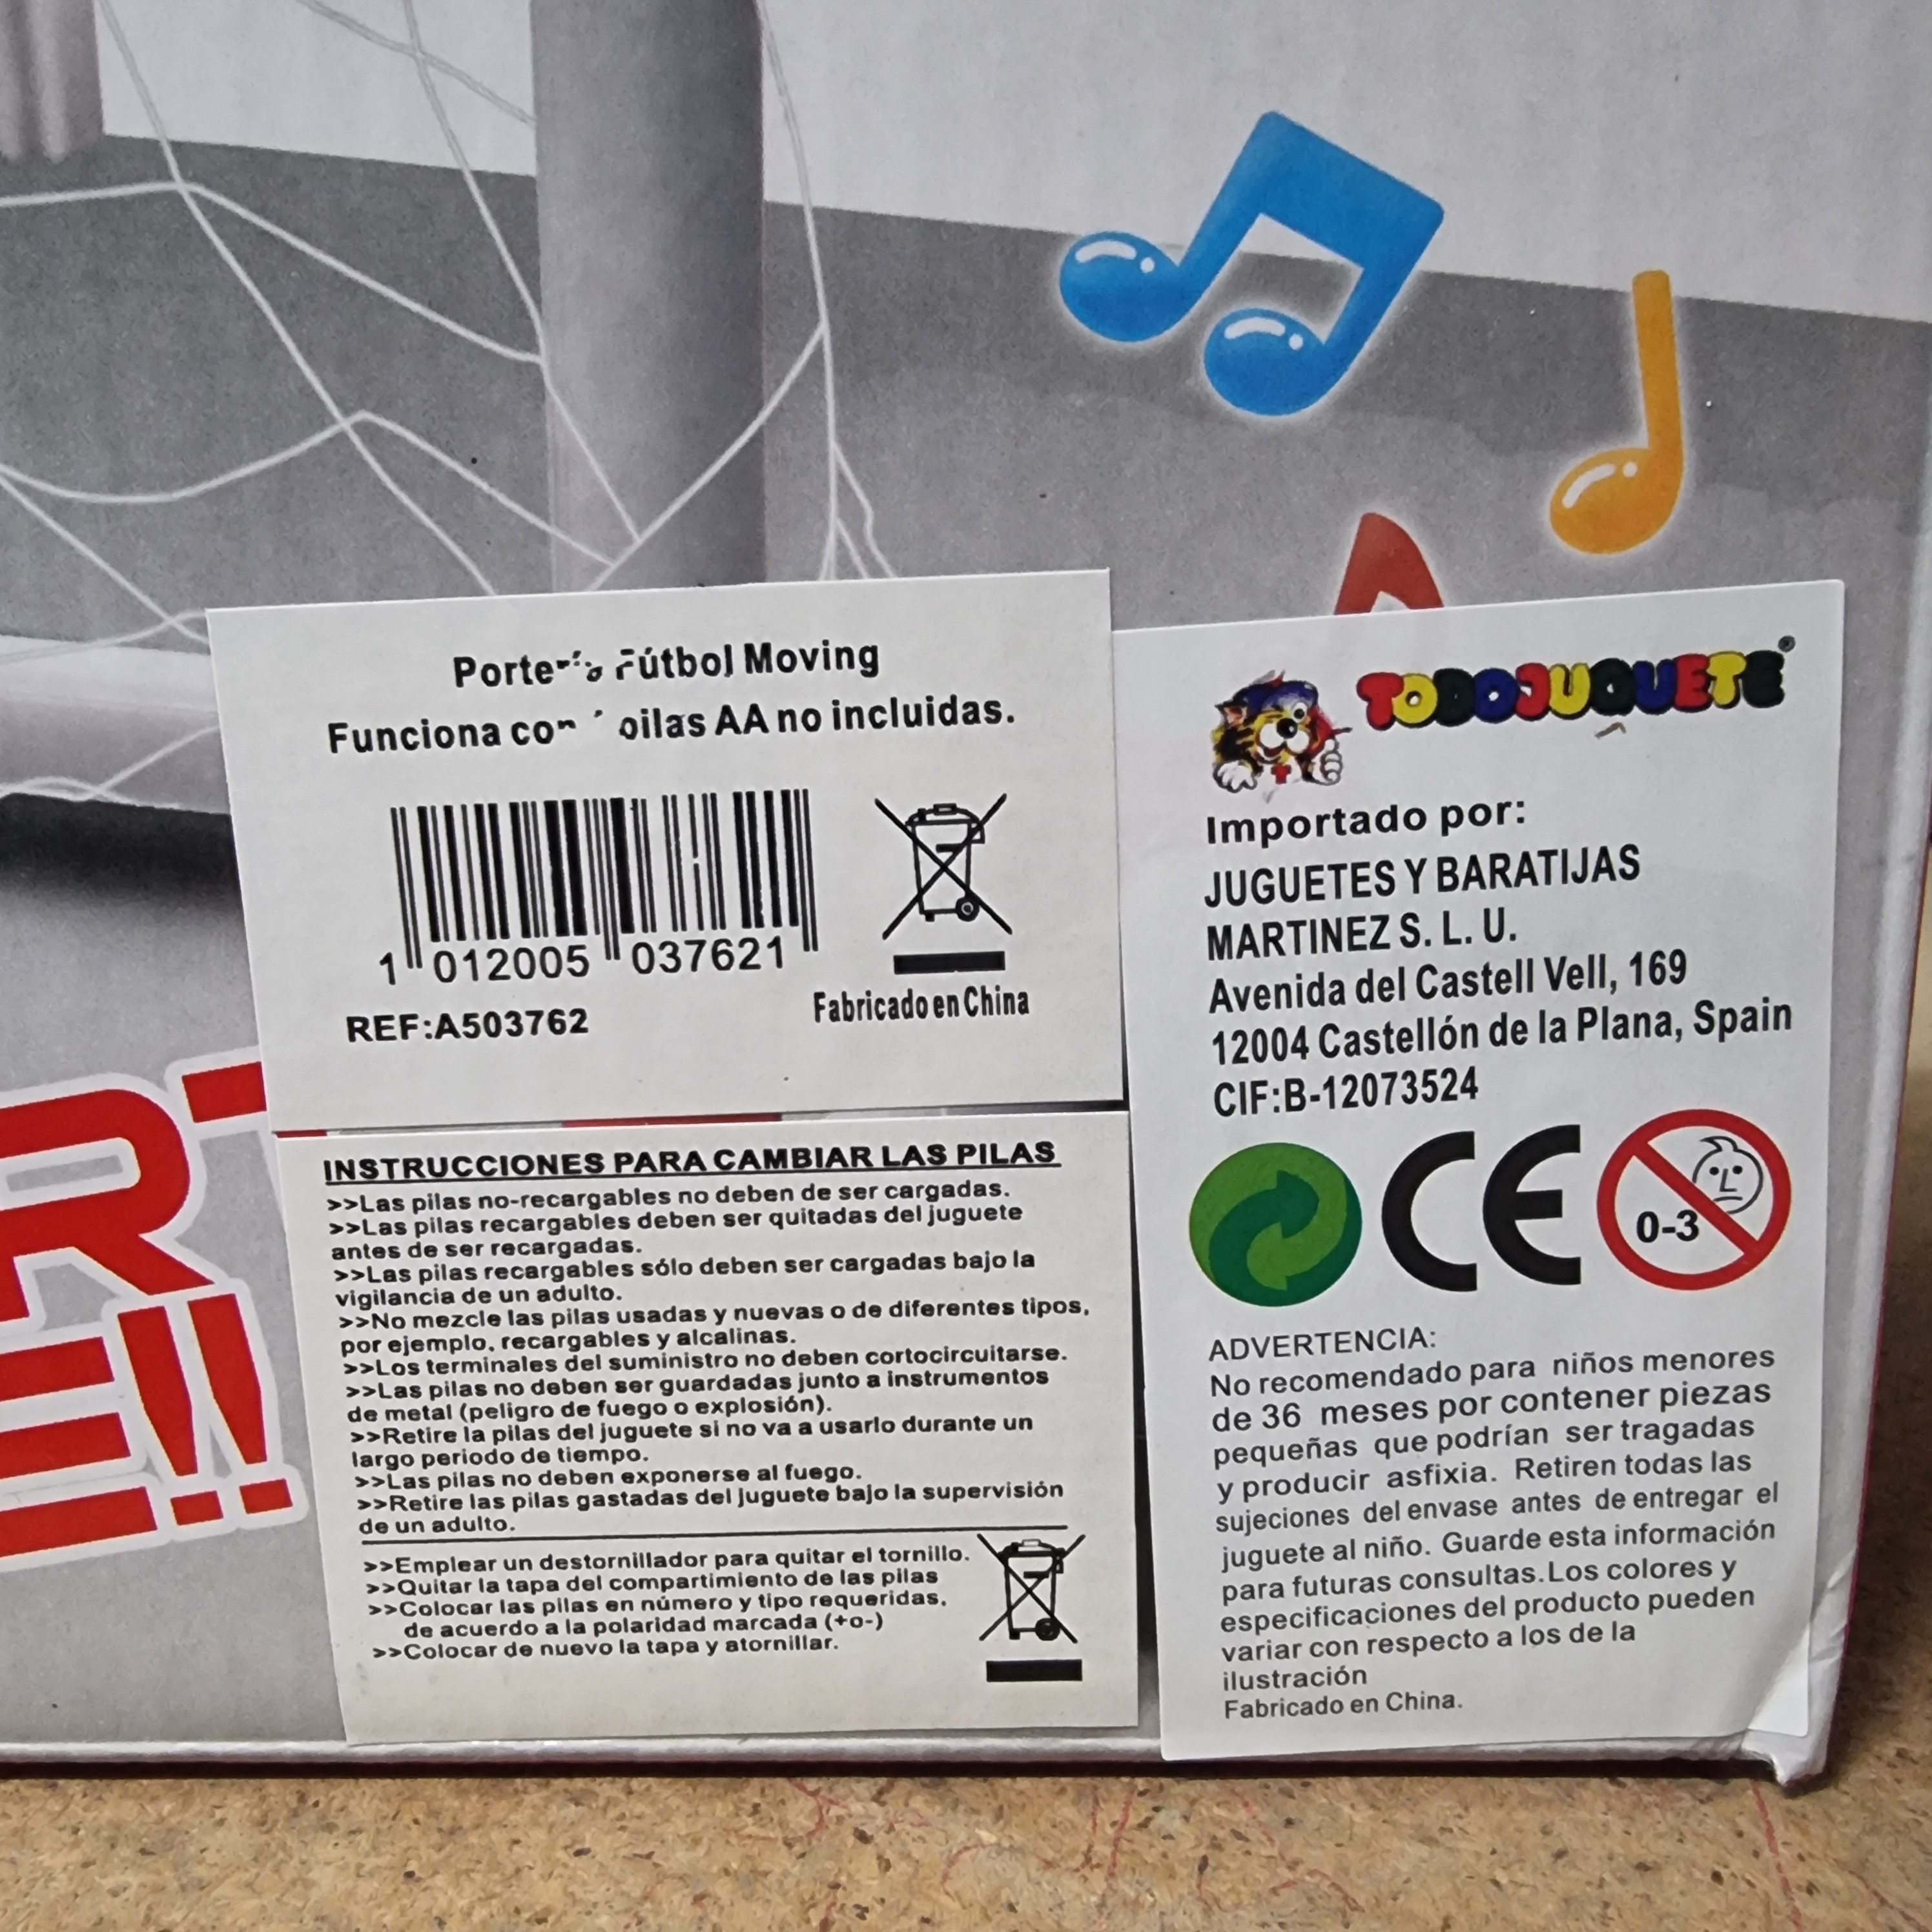 Fútbol Moving
Funciona pilas AA no incluidas.
1 012005 037621
REF:A503762
Fabricado en China
INSTRUCCIONES PARA CAMBIAR LAS PILAS
>>Las pilas no-recargables no deben de ser cargadas.
>>Las pilas recargables deben ser quitadas del juguete
antes de ser recargadas.
>>Las pilas recargables sólo deben ser cargadas bajo la
vigilancia de un adulto.
>>No mezcle las pilas usadas y nuevas o de diferentes tipos,
por ejemplo, recargables y alcalinas.
>>Los terminales del suministro no deben cortocircuitarse.
>>Las pilas no deben ser guardadas junto a instrumentos
de metal (peligro de fuego o explosión).
>>Retire la pilas del juguete si no va a usarlo durante un
largo periodo de tiempo.
>>Las pilas no deben exponerse al fuego.
>>Retire las pilas gastadas del juguete bajo la supervisión
de un adulto.
>>Emplear un destornillador para quitar el tornillo.
>>Quitar la tapa del compartimiento de las pilas
>>Colocar las pilas en número y tipo requeridas,
de acuerdo a la polaridad marcada (+o-)
>>Colocar de nuevo la tapa y atornillar.
TODOJUQUETE®
Importado por:
JUGUETES Y BARATIJAS
MARTINEZ S. L. U.
Avenida del Castell Vell, 169
12004 Castellón de la Plana, Spain
CIF:B-12073524
CE
0-3
ADVERTENCIA:
No recomendado para niños menores
de 36 meses por contener piezas
pequeñas que podrían ser tragadas
y producir asfixia. Retiren todas las
sujeciones del envase antes de entregar el
juguete al niño. Guarde esta información
para futuras consultas.Los colores y
especificaciones del producto pueden
variar con respecto a los de la
ilustración
Fabricado en China.
RT
E!!